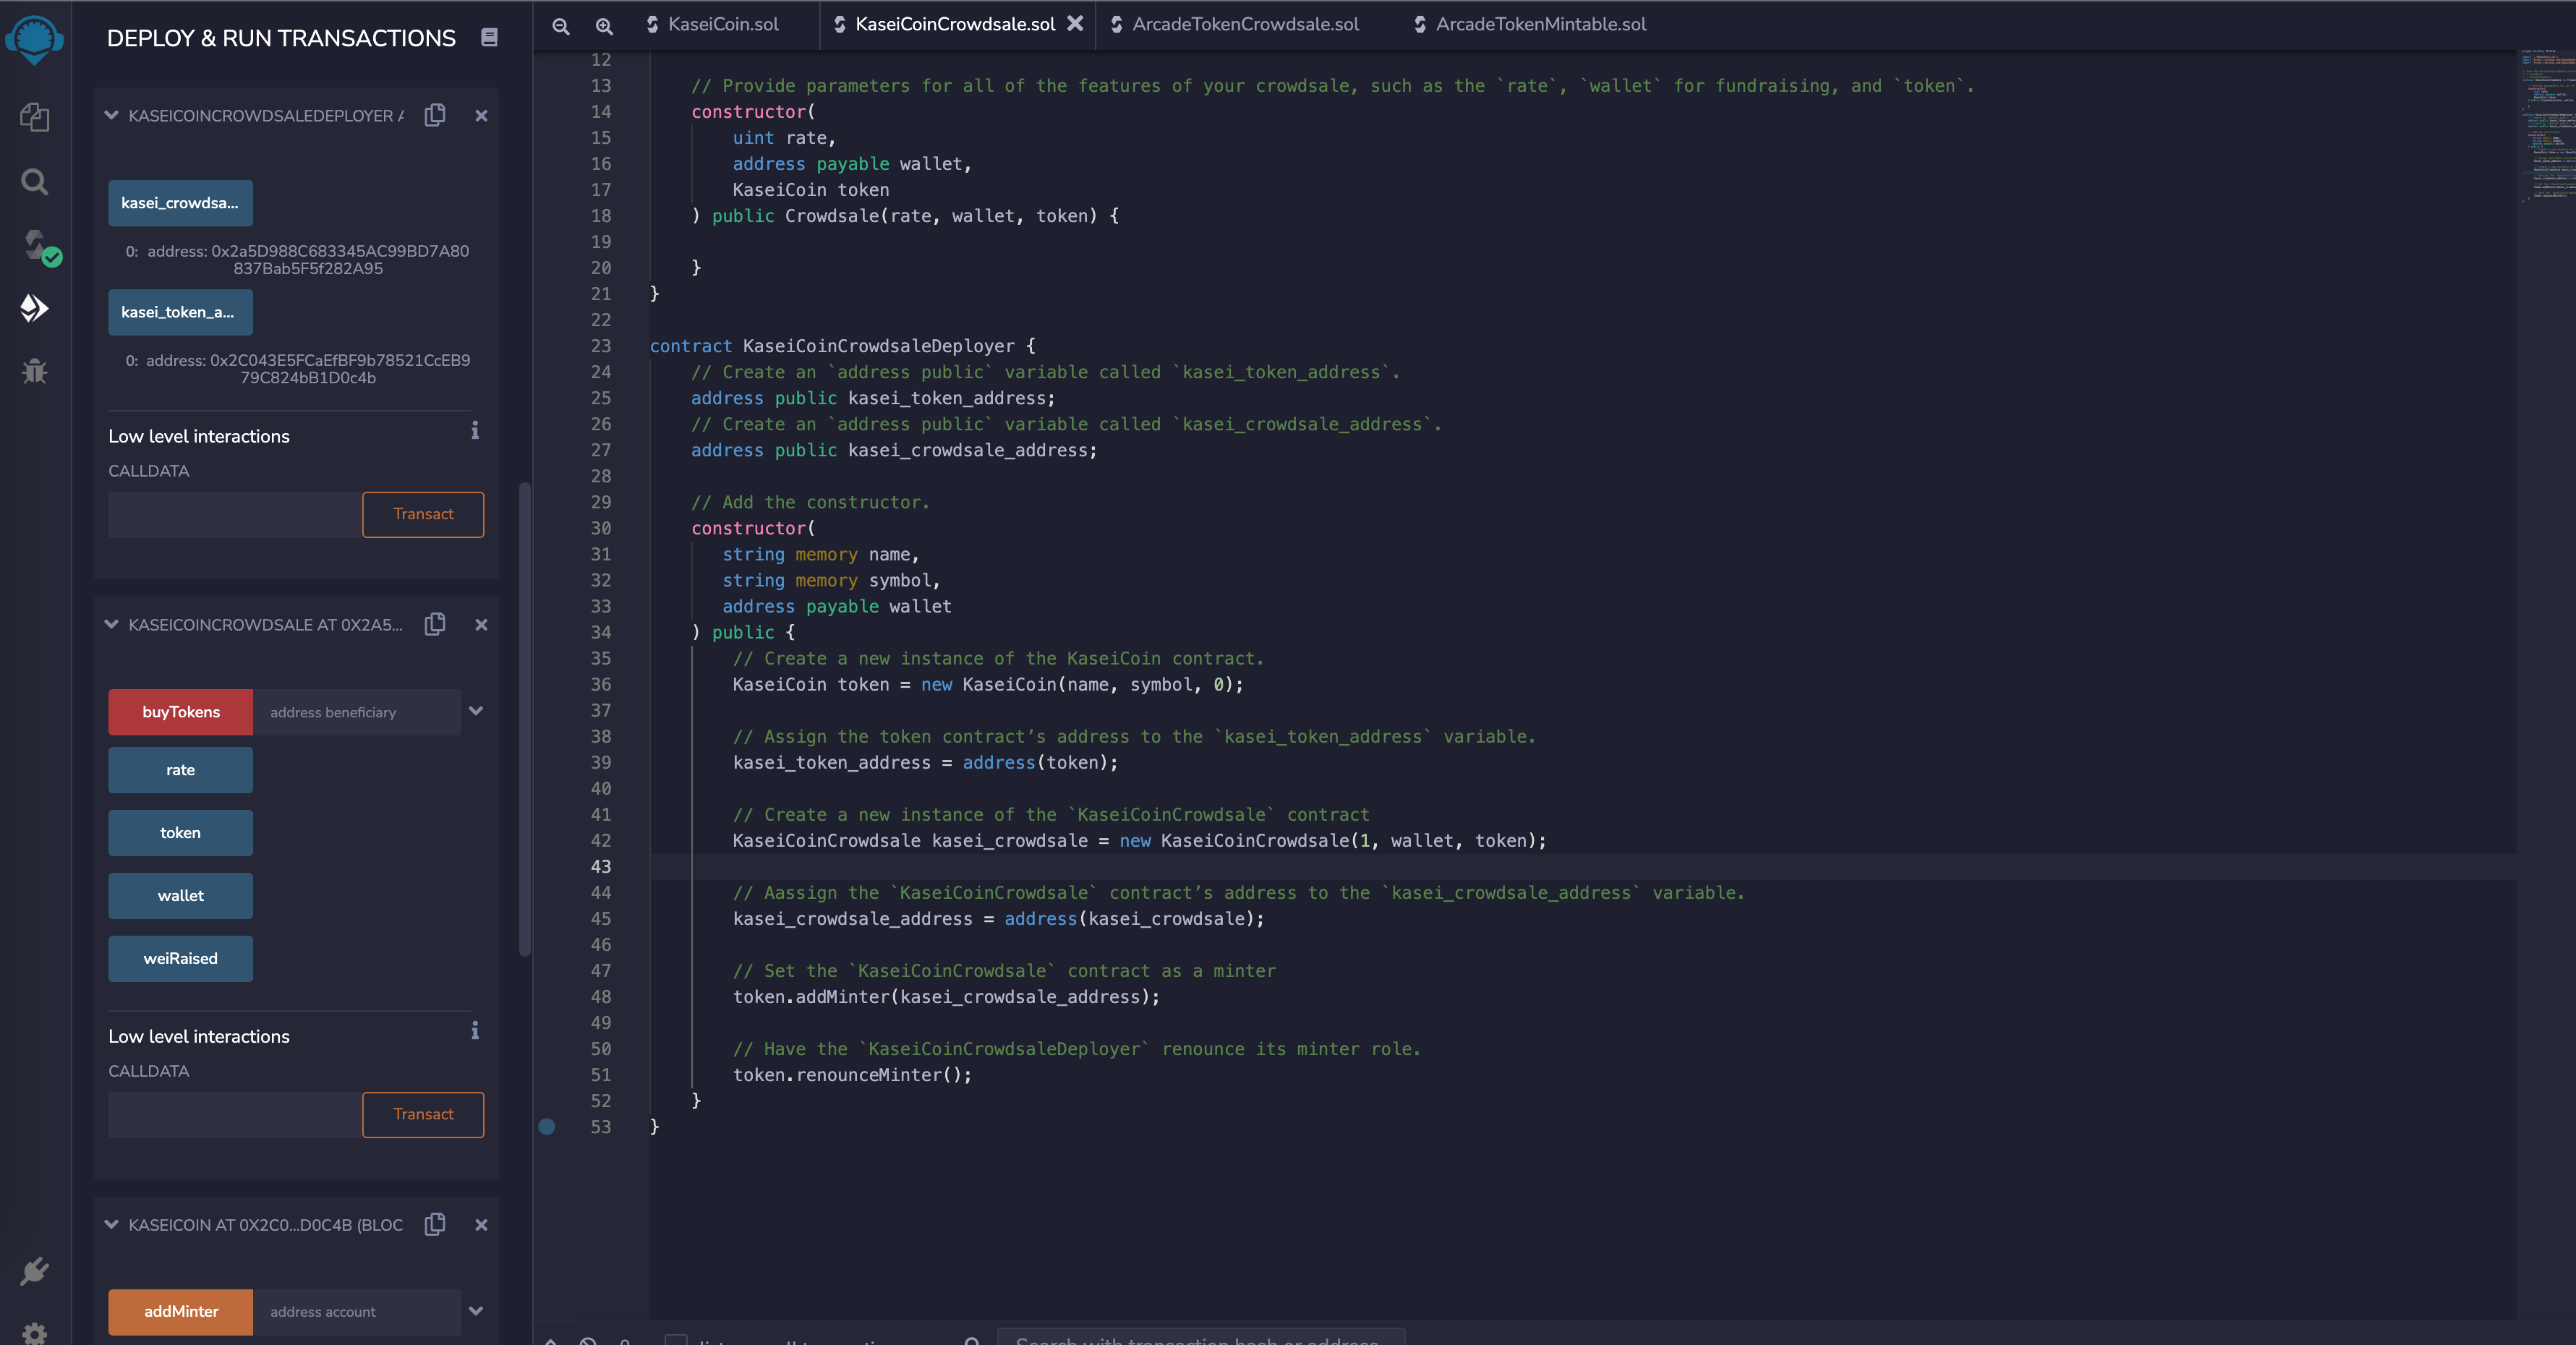 DEPLOY & RUN TRANSACTIONS
KASEICOINCROWDSALEDEPLOYER A
kasei_crowdsa...
0: address: 0x2a5D988C683345AC99BD7A80
837Bab5F5f282A95
kasei_token_a...
0: address: 0x2C043E5FCaEfBF9b78521CcEB9
79C824bB1D0c4b
Low level interactions
CALLDATA
Transact
KASEICOINCROWDSALE AT 0X2A5...
buyTokens address beneficiary
rate
token
wallet
weiRaised
Low level interactions
CALLDATA
Transact
KASEICOIN AT 0X2C0...D0C4B (BLOC
addMinter address account
KaseiCoin.sol KaseiCoinCrowdsale.sol ArcadeTokenCrowdsale.sol ArcadeTokenMintable.sol
12
13 // Provide parameters for all of the features of your crowdsale, such as the `rate`, `wallet` for fundraising, and `token`.
14 constructor(
15 uint rate,
16 address payable wallet,
17 KaseiCoin token
18 ) public Crowdsale(rate, wallet, token) {
19
20 }
21 }
22
23 contract KaseiCoinCrowdsaleDeployer {
24 // Create an `address public` variable called `kasei_token_address`.
25 address public kasei_token_address;
26 // Create an `address public` variable called `kasei_crowdsale_address`.
27 address public kasei_crowdsale_address;
28
29 // Add the constructor.
30 constructor(
31 string memory name,
32 string memory symbol,
33 address payable wallet
34 ) public {
35 // Create a new instance of the KaseiCoin contract.
36 KaseiCoin token = new KaseiCoin(name, symbol, 0);
37
38 // Assign the token contract’s address to the `kasei_token_address` variable.
39 kasei_token_address = address(token);
40
41 // Create a new instance of the `KaseiCoinCrowdsale` contract
42 KaseiCoinCrowdsale kasei_crowdsale = new KaseiCoinCrowdsale(1, wallet, token);
43
44 // Aassign the `KaseiCoinCrowdsale` contract’s address to the `kasei_crowdsale_address` variable.
45 kasei_crowdsale_address = address(kasei_crowdsale);
46
47 // Set the `KaseiCoinCrowdsale` contract as a minter
48 token.addMinter(kasei_crowdsale_address);
49
50 // Have the `KaseiCoinCrowdsaleDeployer` renounce its minter role.
51 token.renounceMinter();
52 }
53 }
Search with transaction hash or address